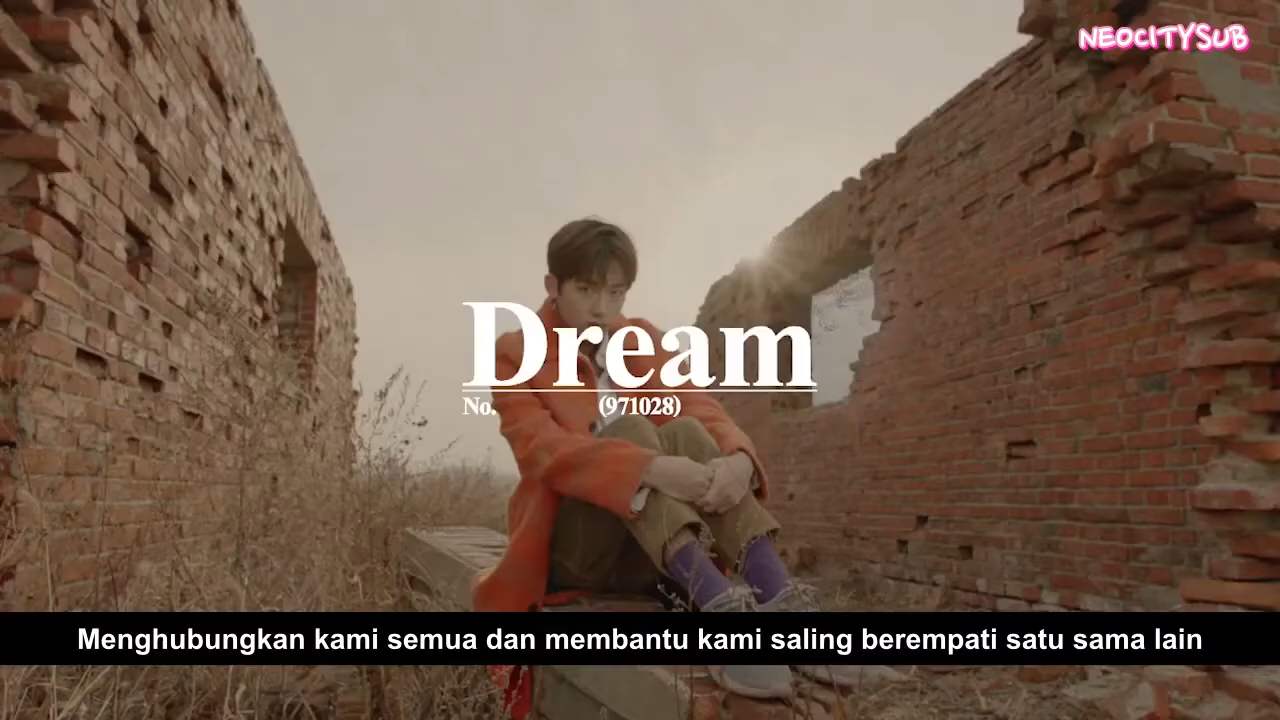 NEOCITYSUB
Dream
No. (971028)
Menghubungkan kami semua dan membantu kami saling berempati satu sama lain